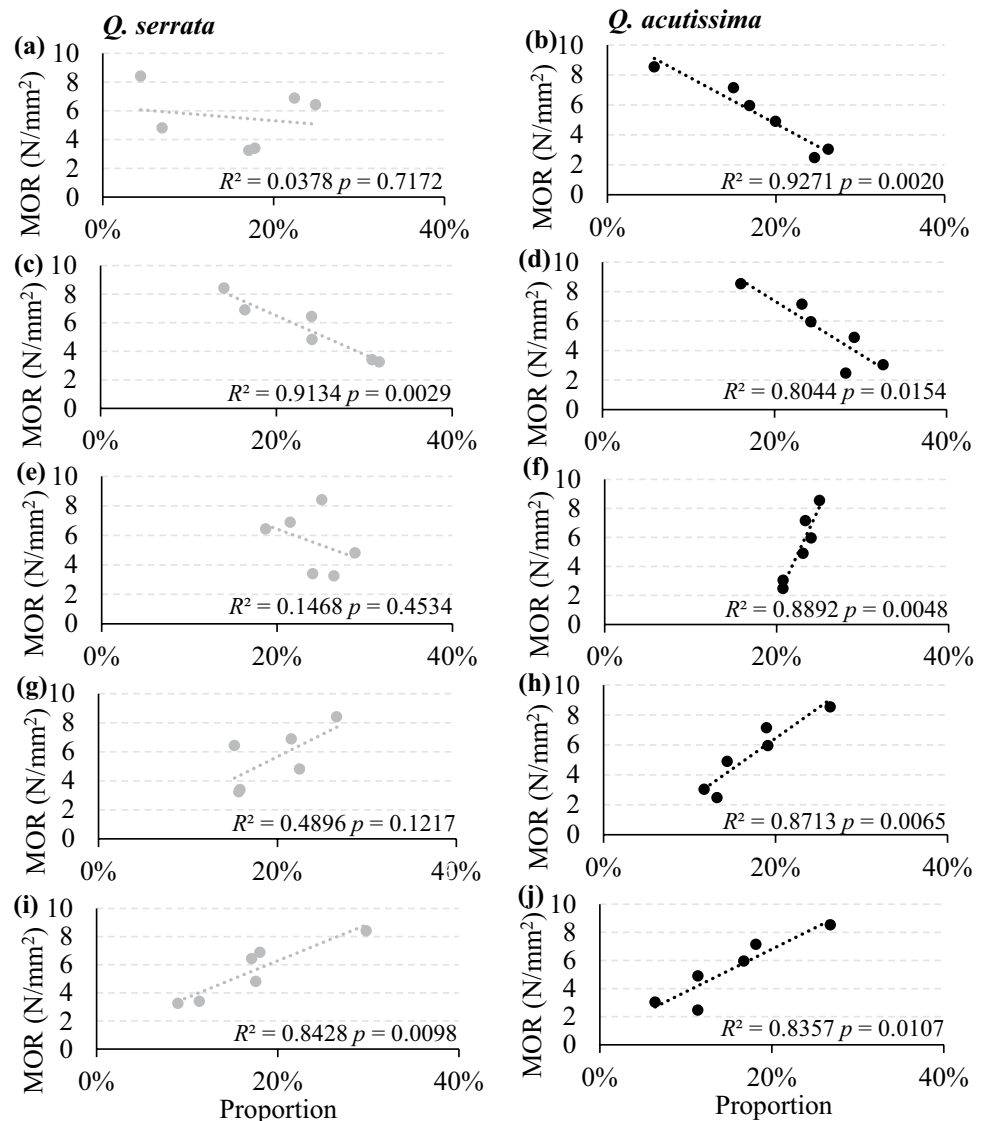 Q. serrata
Q. acutissima
(a)
MOR (N/mm²)
10
8
6
4
2
0
R² = 0.0378 p = 0.7172
0% 20% 40%
(b)
MOR (N/mm²)
10
8
6
4
2
0
R² = 0.9271 p = 0.0020
0% 20% 40%
(c)
MOR (N/mm²)
10
8
6
4
2
0
R² = 0.9134 p = 0.0029
0% 20% 40%
(d)
MOR (N/mm²)
10
8
6
4
2
0
R² = 0.8044 p = 0.0154
0% 20% 40%
(e)
MOR (N/mm²)
10
8
6
4
2
0
R² = 0.1468 p = 0.4534
0% 20% 40%
(f)
MOR (N/mm²)
10
8
6
4
2
0
R² = 0.8892 p = 0.0048
0% 20% 40%
(g)
MOR (N/mm²)
10
8
6
4
2
0
R² = 0.4896 p = 0.1217
0% 20% 40%
(h)
MOR (N/mm²)
10
8
6
4
2
0
R² = 0.8713 p = 0.0065
0% 20% 40%
(i)
MOR (N/mm²)
10
8
6
4
2
0
R² = 0.8428 p = 0.0098
0% 20% 40%
Proportion
(j)
MOR (N/mm²)
10
8
6
4
2
0
R² = 0.8357 p = 0.0107
0% 20% 40%
Proportion